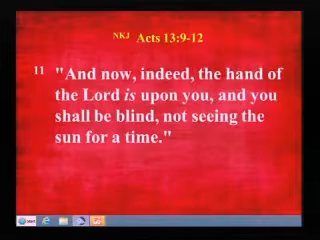 NKJ Acts 13:9-12
11 "And now, indeed, the hand of
the Lord is upon you, and you
shall be blind, not seeing the
sun for a time."